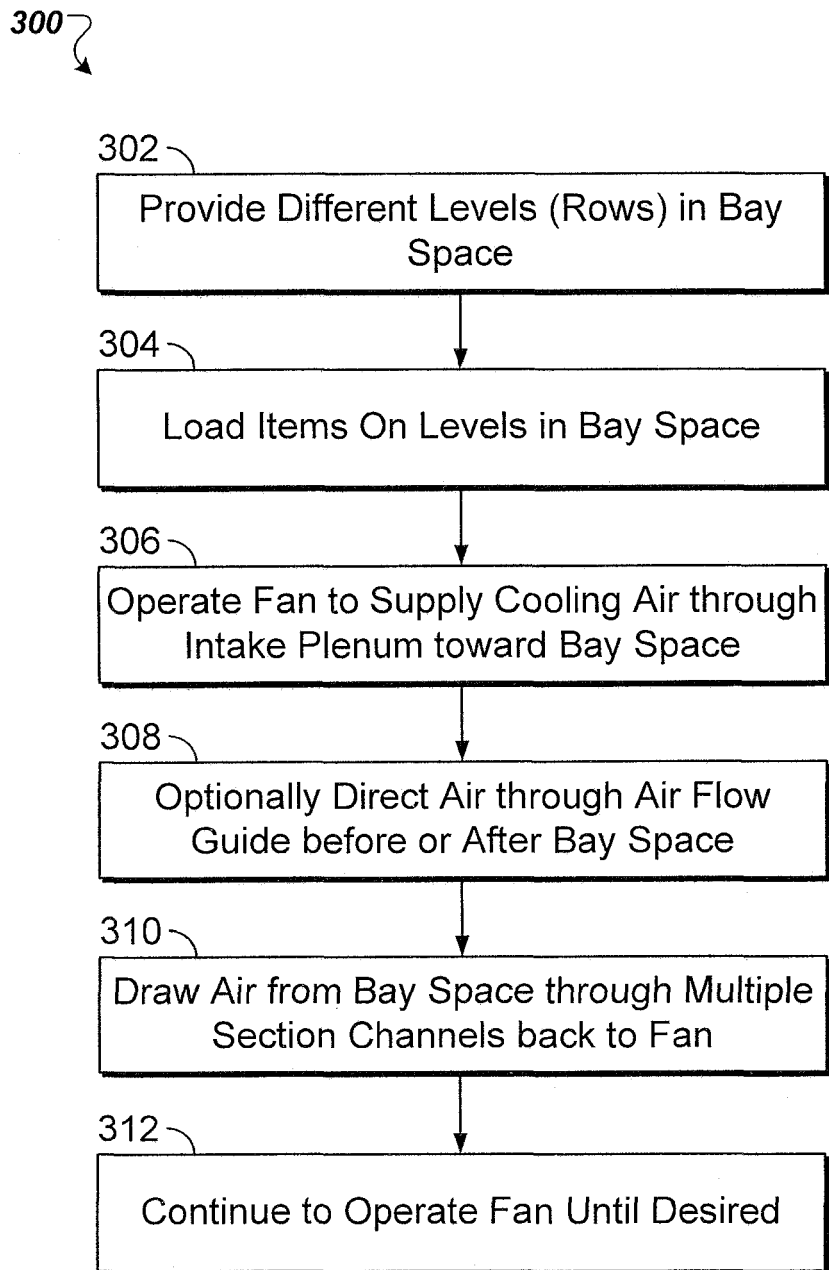 300
302
Provide Different Levels (Rows) in Bay
Space
304
Load Items On Levels in Bay Space
306
Operate Fan to Supply Cooling Air through
Intake Plenum toward Bay Space
308
Optionally Direct Air through Air Flow
Guide before or After Bay Space
310
Draw Air from Bay Space through Multiple
Section Channels back to Fan
312
Continue to Operate Fan Until Desired